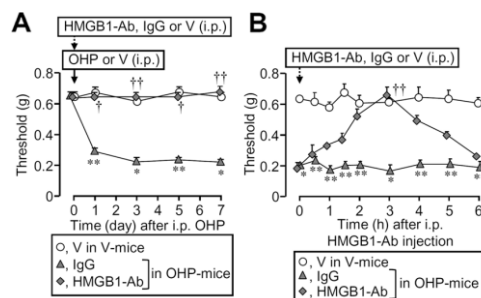 A
HMGB1-Ab, IgG or V (i.p.)
OHP or V (i.p.)
Threshold (g)
0.8
0.6
0.4
0.2
0
†
††
†
††
**
*
**
*
0 1 3 5 7
Time (day) after i.p. OHP
, V in V-mice
, IgG
, HMGB1-Ab
in OHP-mice
B
HMGB1-Ab, IgG or V (i.p.)
Threshold (g)
0.8
0.6
0.4
0.2
0
††
* ** ** ** ** * ** ** *
0 1 2 3 4 5 6
Time (h) after i.p.
HMGB1-Ab injection
, V in V-mice
, IgG
, HMGB1-Ab
in OHP-mice